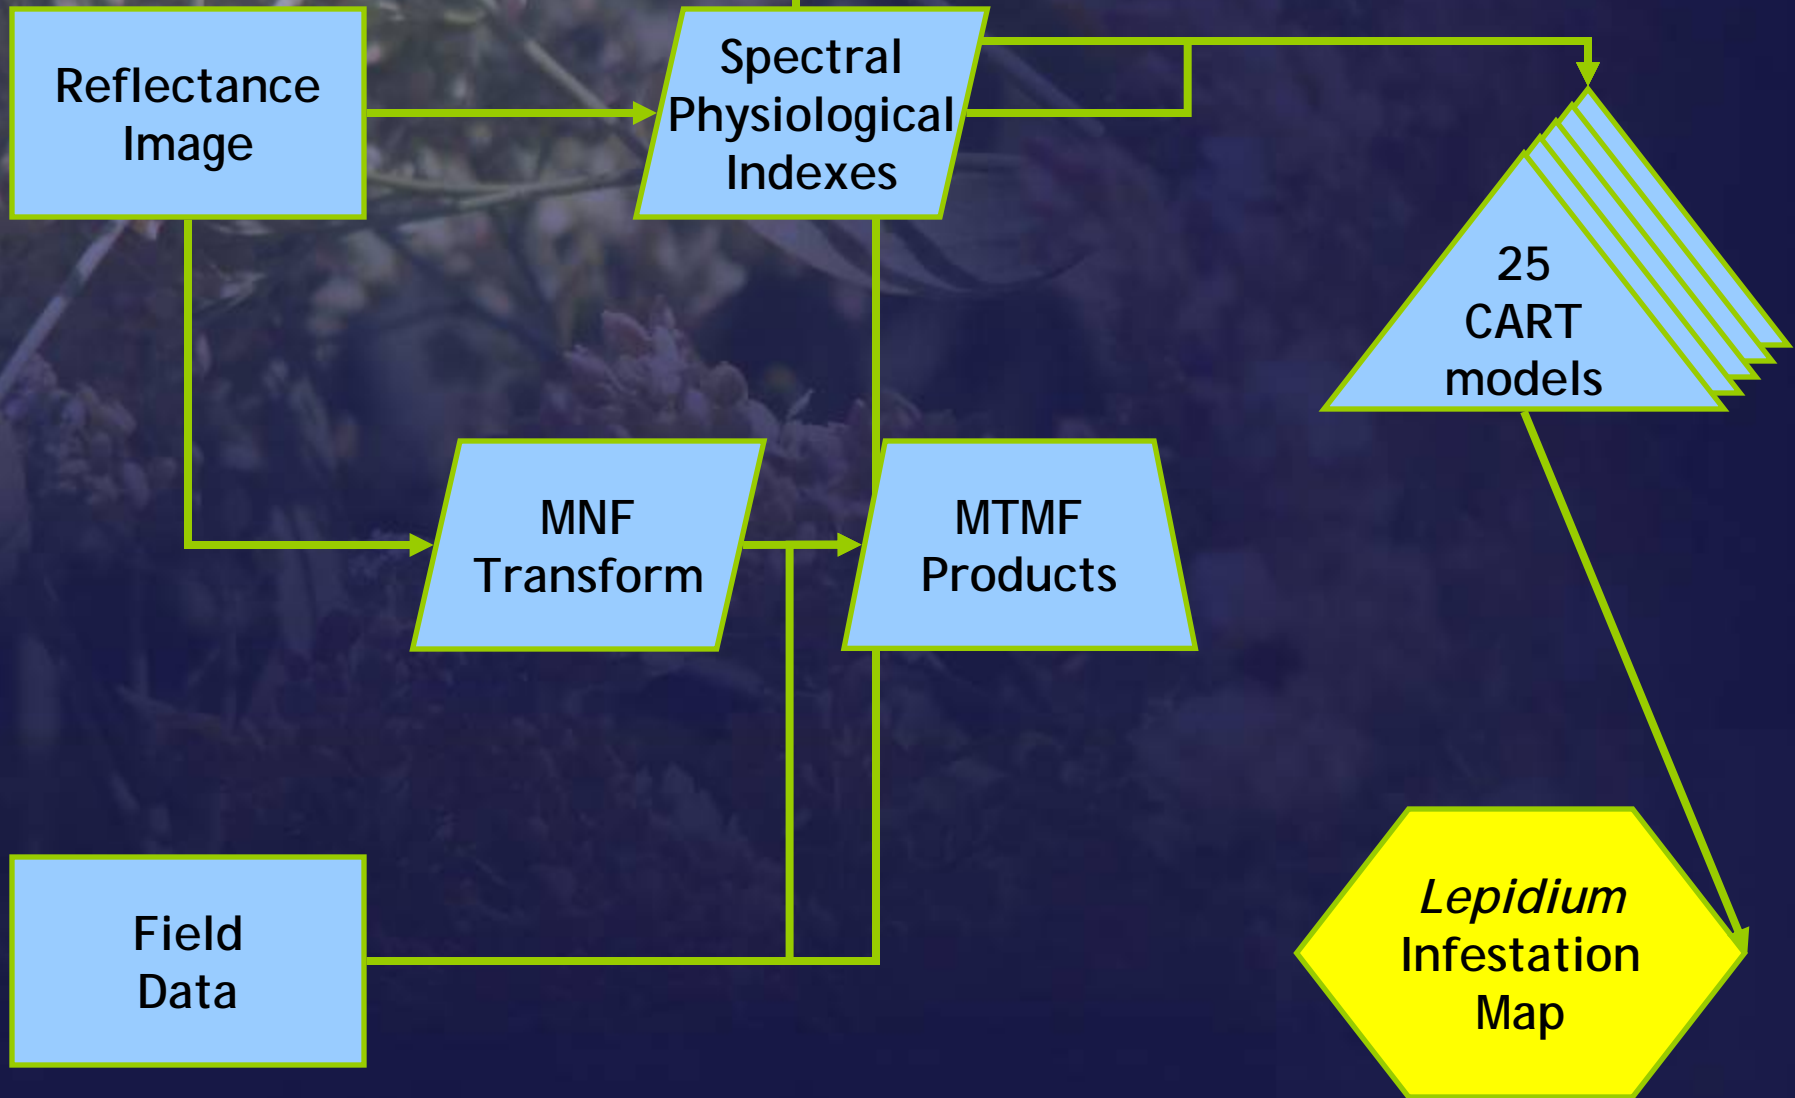 Reflectance
Image
Spectral
Physiological
Indexes
25
CART
models
MNF
Transform
MTMF
Products
Field
Data
Lepidium
Infestation
Map